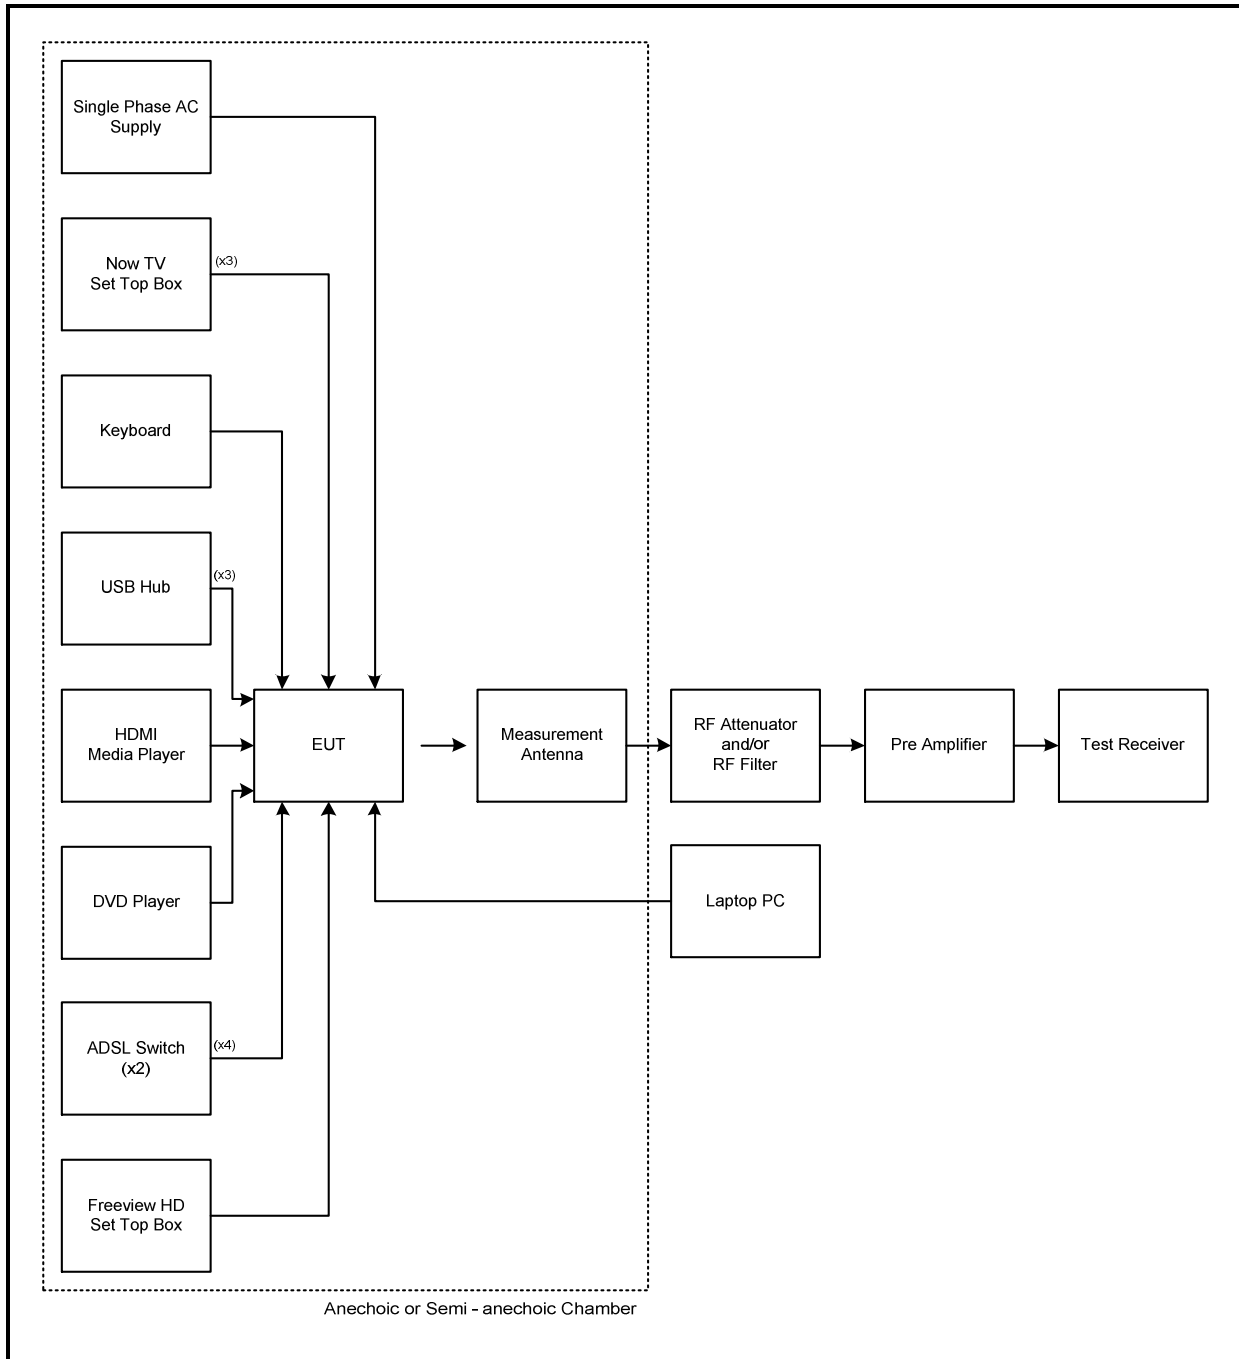 Single Phase AC
Supply
Now TV
Set Top Box
(x3)
Keyboard
USB Hub
(x3)
HDMI
Media Player
EUT
Measurement
Antenna
RF Attenuator
and/or
RF Filter
Pre Amplifier
Test Receiver
DVD Player
Laptop PC
ADSL Switch
(x2)
(x4)
Freeview HD
Set Top Box
Anechoic or Semi - anechoic Chamber